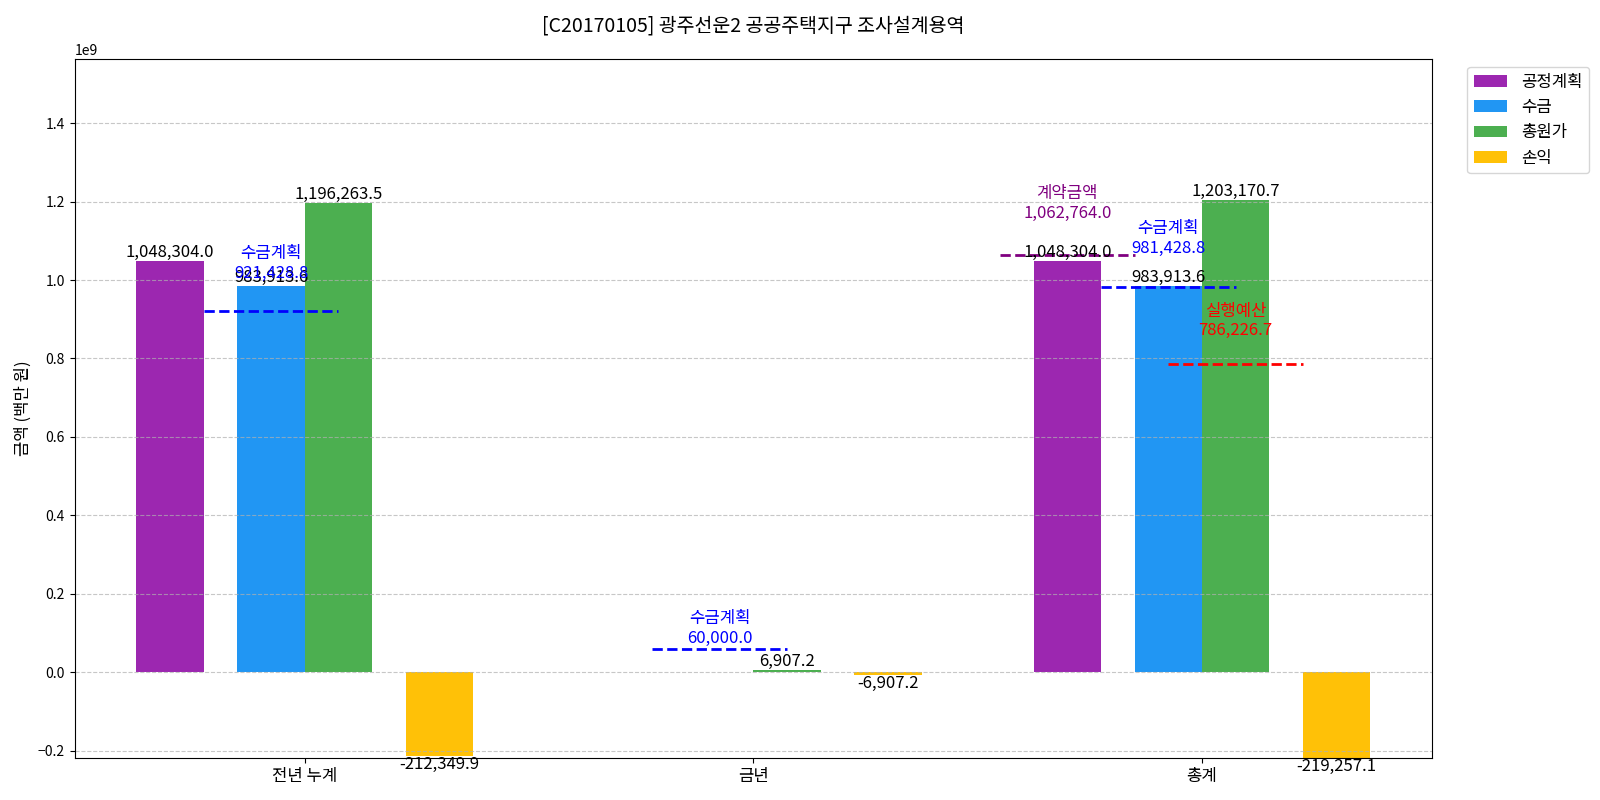 [C20170105] 광주선운2 공공주택지구 조사설계용역
1e9
공정계획
수금
총원가
손익
금액 (백만 원)
1.4
1.2
1.0
0.8
0.6
0.4
0.2
0.0
−0.2
1,048,304.0
수금계획
921,428.8
983,913.6
1,196,263.5
-212,349.9
수금계획
60,000.0
6,907.2
-6,907.2
계약금액
1,062,764.0
1,048,304.0
수금계획
981,428.8
983,913.6
1,203,170.7
실행예산
786,226.7
-219,257.1
전년 누계
금년
총계